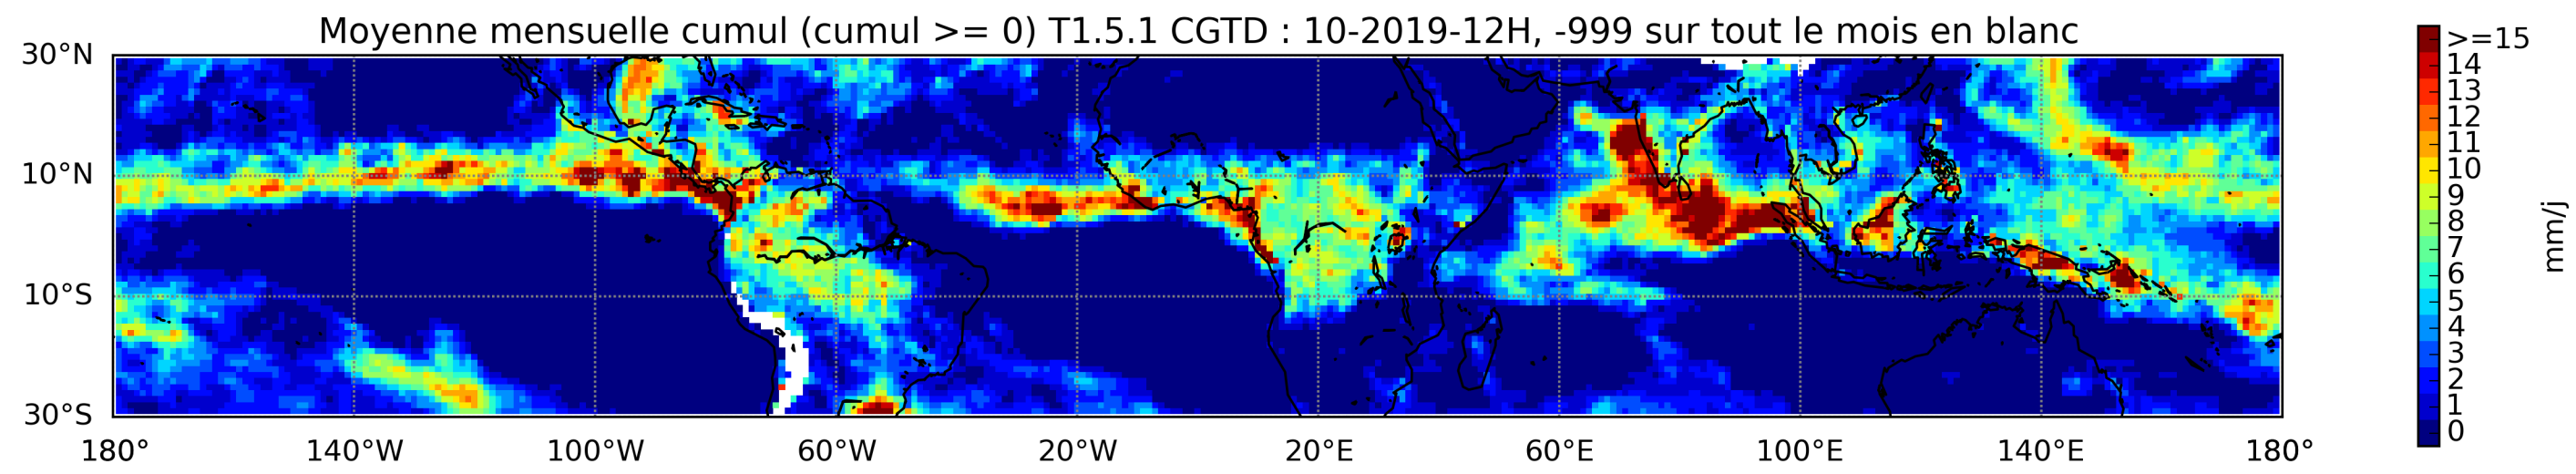 Moyenne mensuelle cumul (cumul >= 0) T1.5.1 CGTD : 10-2019-12H, -999 sur tout le mois en blanc
30°N
10°N
10°S
30°S
180°
140°W
100°W
60°W
20°W
20°E
60°E
100°E
140°E
180°
>=15
14
13
12
11
10
9
8
7
6
5
4
3
2
1
0
mm/j